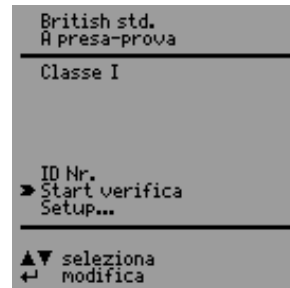 British std.
A presa-prova
Classe I
ID Nr.
Start verifica
Setup...
▲▼ seleziona
↵ modifica